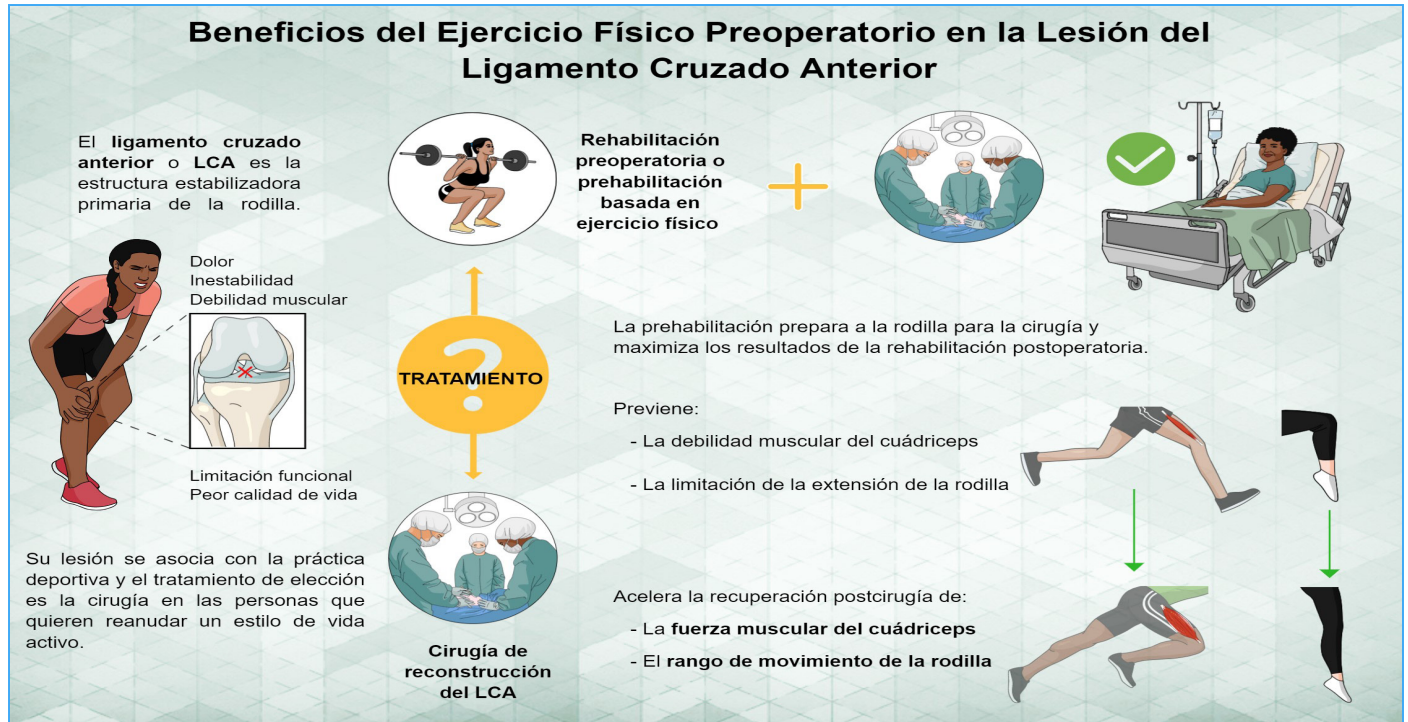 Beneficios del Ejercicio Físico Preoperatorio en la Lesión del
Ligamento Cruzado Anterior
El ligamento cruzado
anterior o LCA es la
estructura estabilizadora
primaria de la rodilla.
Dolor
Inestabilidad
Debilidad muscular
Limitación funcional
Peor calidad de vida
Su lesión se asocia con la práctica
deportiva y el tratamiento de elección
es la cirugía en las personas que
quieren reanudar un estilo de vida
activo.
?
TRATAMIENTO
Cirugía de
reconstrucción
del LCA
Rehabilitación
preoperatoria o
prehabilitación
basada en
ejercicio físico
La prehabilitación prepara a la rodilla para la cirugía y
maximiza los resultados de la rehabilitación postoperatoria.
Previene:
- La debilidad muscular del cuádriceps
- La limitación de la extensión de la rodilla
Acelera la recuperación postcirugía de:
- La fuerza muscular del cuádriceps
- El rango de movimiento de la rodilla